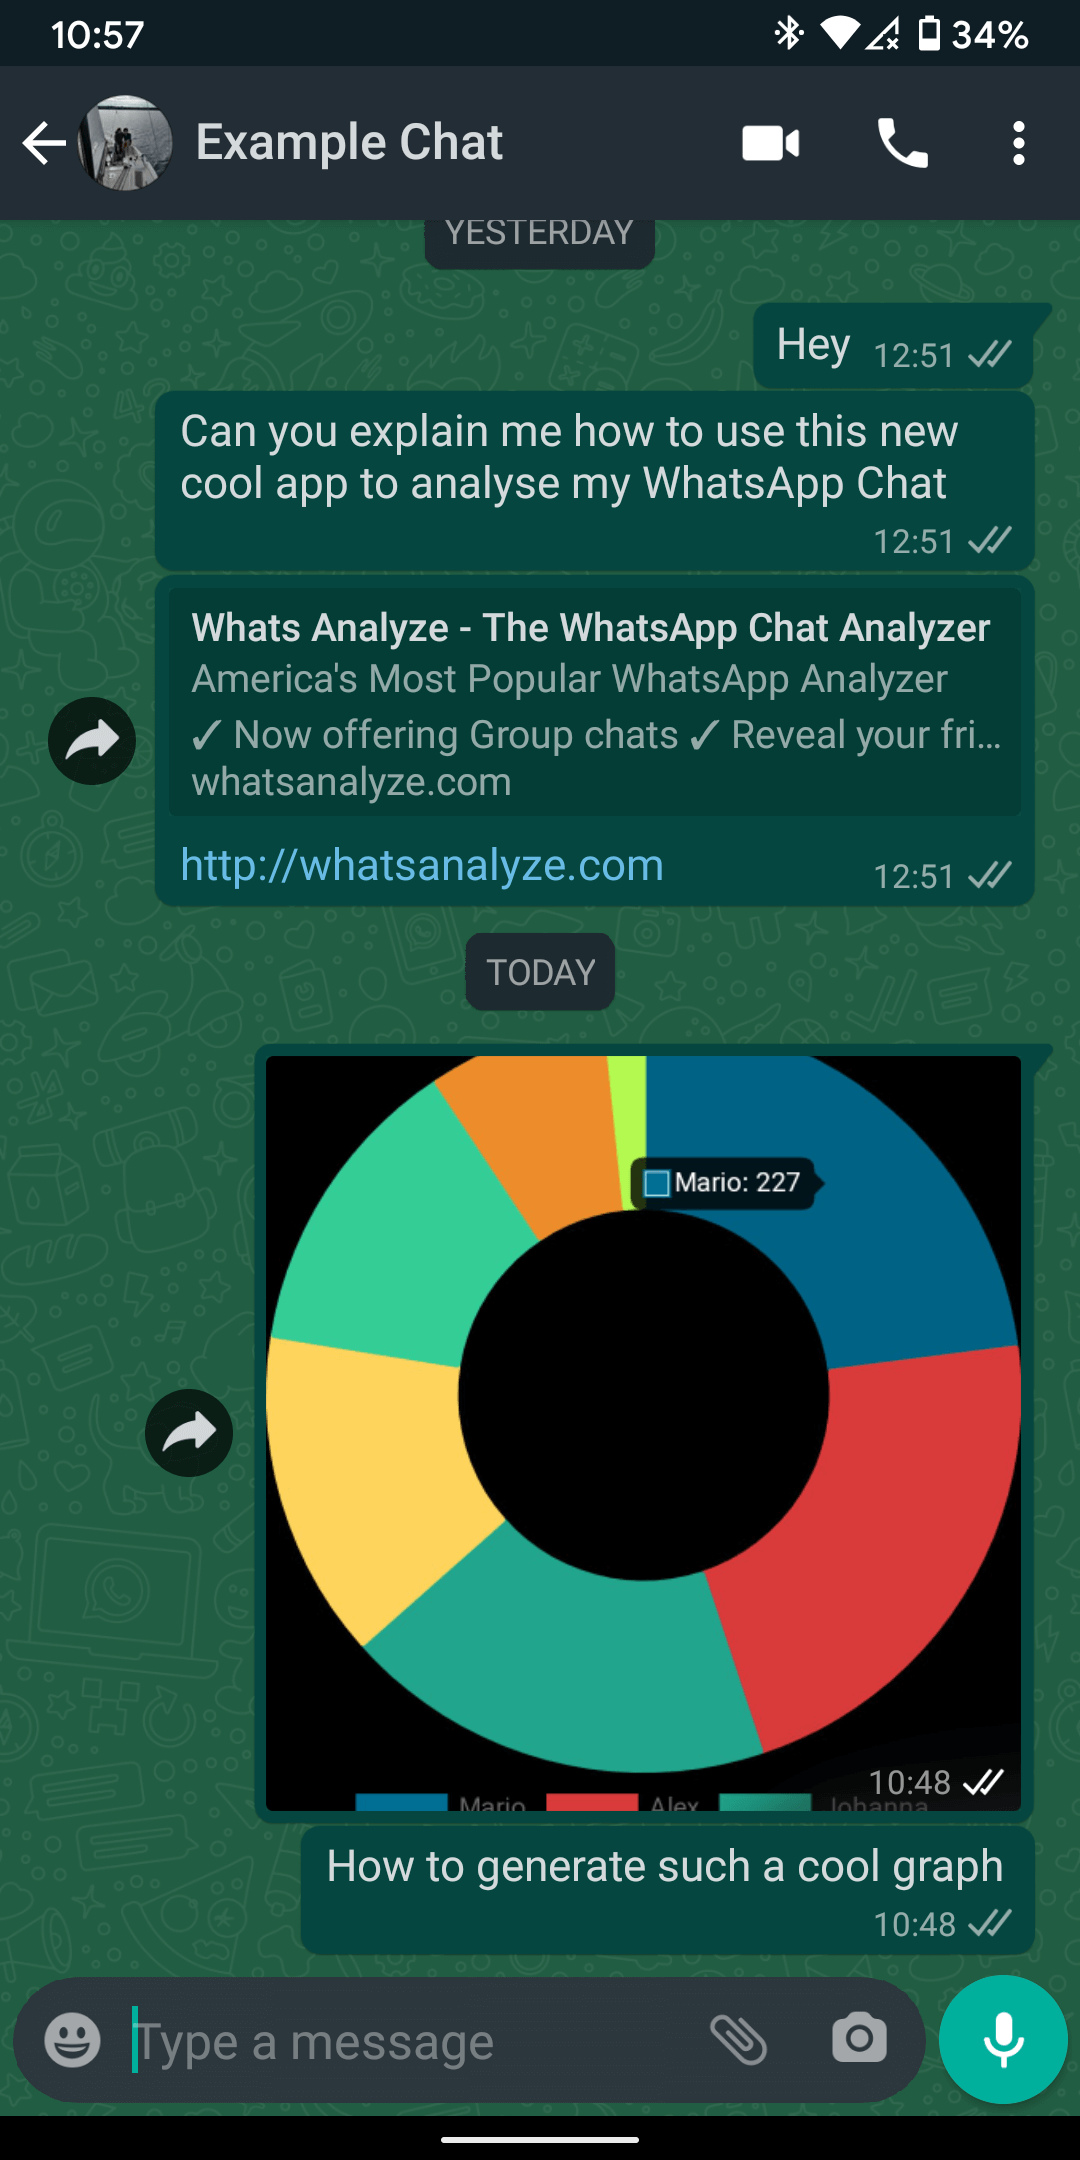 10:57
34%
Example Chat
YESTERDAY
Hey 12:51
Can you explain me how to use this new
cool app to analyse my WhatsApp Chat
12:51
Whats Analyze - The WhatsApp Chat Analyzer
America's Most Popular WhatsApp Analyzer
✓ Now offering Group chats ✓ Reveal your fri...
whatsanalyze.com
http://whatsanalyze.com 12:51
TODAY
Mario: 227
10:48
Mario Alex Johanna
How to generate such a cool graph
10:48
Type a message